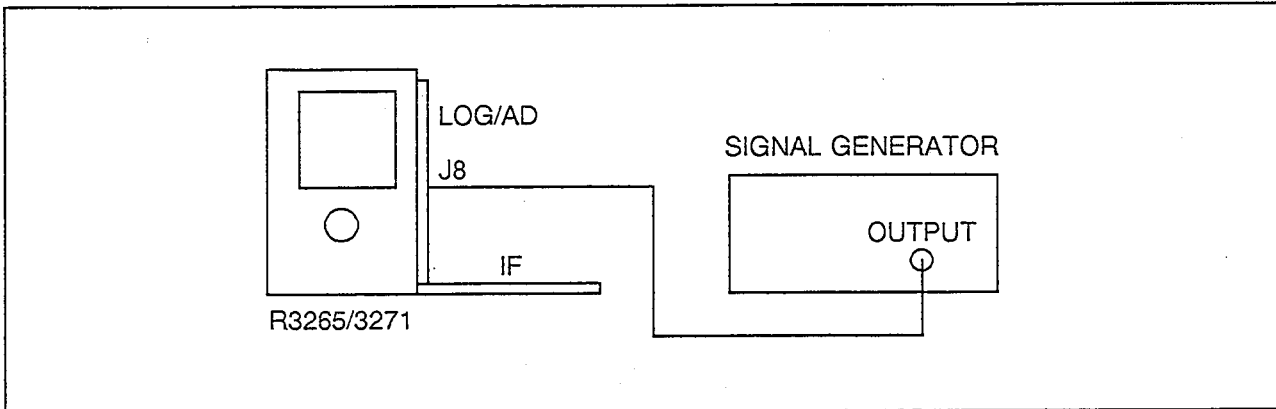 LOG/AD
J8
SIGNAL GENERATOR
OUTPUT
IF
R3265/3271